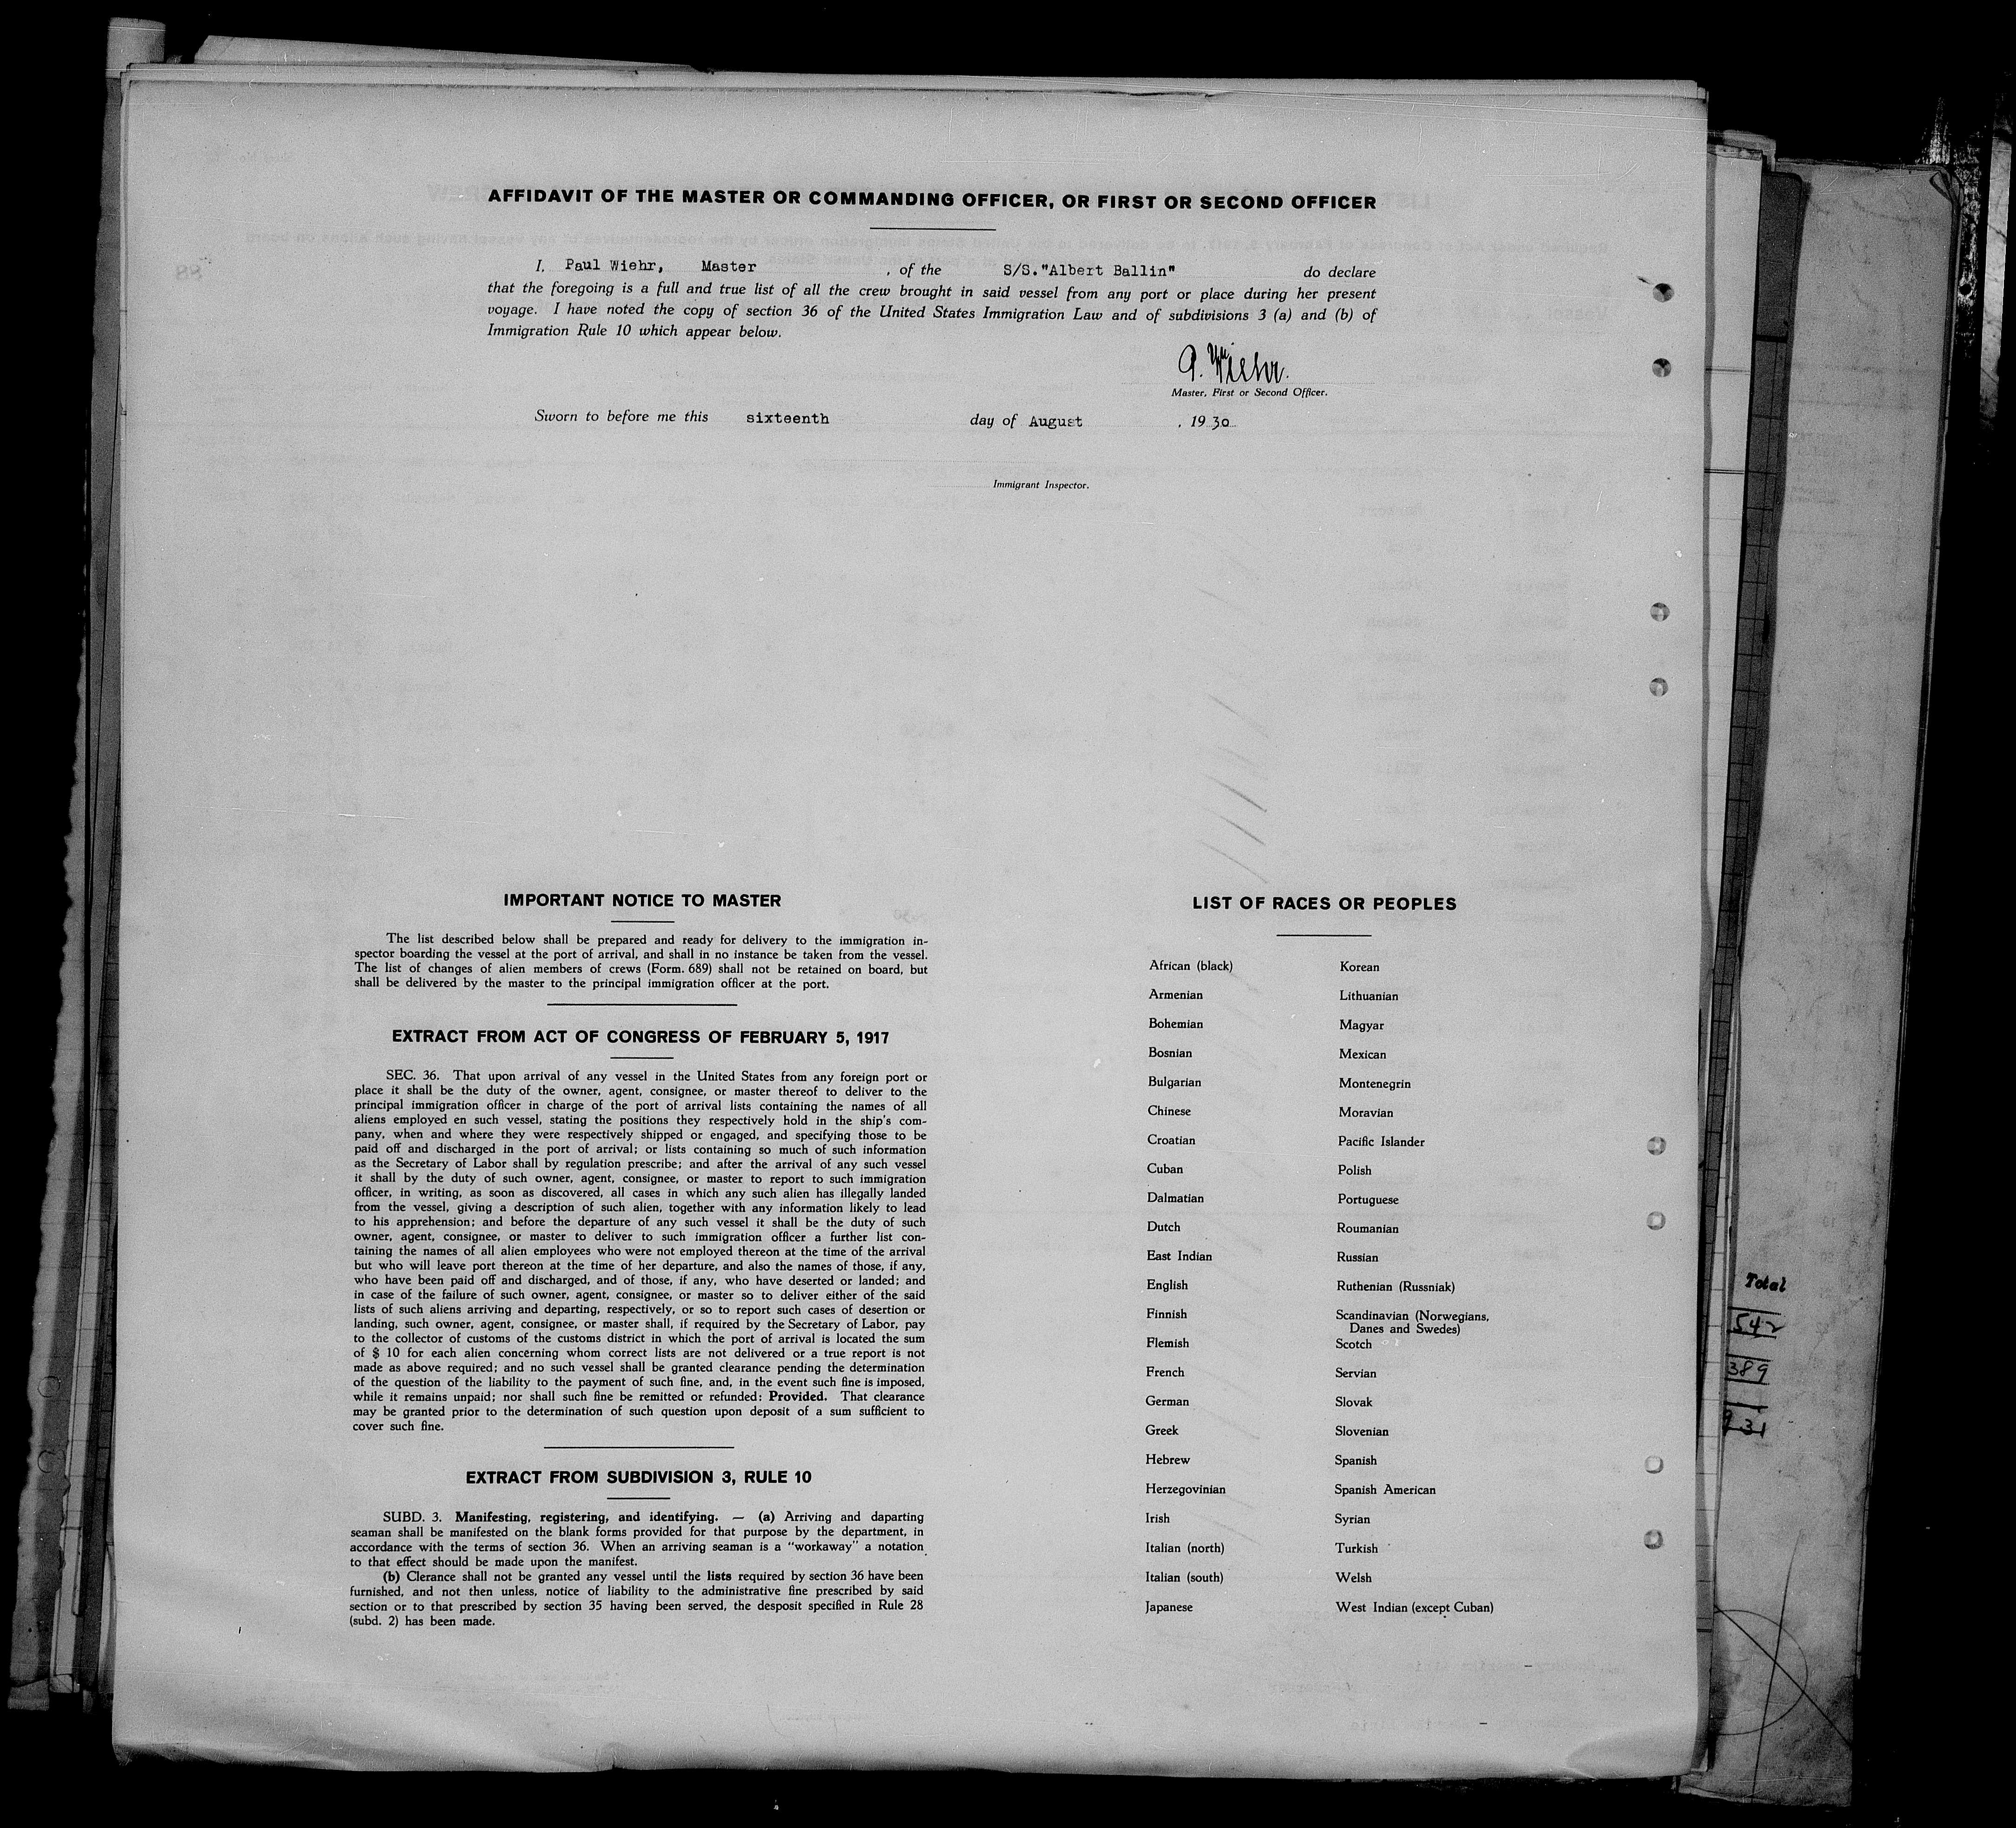 AFFIDAVIT OF THE MASTER OR COMMANDING OFFICER, OR FIRST OR SECOND OFFICER
I, Paul Wiehr, Master , of the S/S."Albert Ballin" do declare
that the foregoing is a full and true list of all the crew brought in said vessel from any port or place during her present
voyage. I have noted the copy of section 36 of the United States Immigration Law and of subdivisions 3 (a) and (b) of
Immigration Rule 10 which appear below.
P. Wiehr.
Master, First or Second Officer.
Sworn to before me this sixteenth day of August , 19 30
Immigrant Inspector.
IMPORTANT NOTICE TO MASTER
The list described below shall be prepared and ready for delivery to the immigration in-
spector boarding the vessel at the port of arrival, and shall in no instance be taken from the vessel.
The list of changes of alien members of crews (Form. 689) shall not be retained on board, but
shall be delivered by the master to the principal immigration officer at the port.
EXTRACT FROM ACT OF CONGRESS OF FEBRUARY 5, 1917
SEC. 36. That upon arrival of any vessel in the United States from any foreign port or
place it shall be the duty of the owner, agent, consignee, or master thereof to deliver to the
principal immigration officer in charge of the port of arrival lists containing the names of all
aliens employed en such vessel, stating the positions they respectively hold in the ship's com-
pany, when and where they were respectively shipped or engaged, and specifying those to be
paid off and discharged in the port of arrival; or lists containing so much of such information
as the Secretary of Labor shall by regulation prescribe; and after the arrival of any such vessel
it shall by the duty of such owner, agent, consignee, or master to report to such immigration
officer, in writing, as soon as discovered, all cases in which any such alien has illegally landed
from the vessel, giving a description of such alien, together with any information likely to lead
to his apprehension; and before the departure of any such vessel it shall be the duty of such
owner, agent, consignee, or master to deliver to such immigration officer a further list con-
taining the names of all alien employees who were not employed thereon at the time of the arrival
but who will leave port thereon at the time of her departure, and also the names of those, if any,
who have been paid off and discharged, and of those, if any, who have deserted or landed; and
in case of the failure of such owner, agent, consignee, or master so to deliver either of the said
lists of such aliens arriving and departing, respectively, or so to report such cases of desertion or
landing, such owner, agent, consignee, or master shall, if required by the Secretary of Labor, pay
to the collector of customs of the customs district in which the port of arrival is located the sum
of $ 10 for each alien concerning whom correct lists are not delivered or a true report is not
made as above required; and no such vessel shall be granted clearance pending the determination
of the question of the liability to the payment of such fine, and, in the event such fine is imposed,
while it remains unpaid; nor shall such fine be remitted or refunded: Provided. That clearance
may be granted prior to the determination of such question upon deposit of a sum sufficient to
cover such fine.
EXTRACT FROM SUBDIVISION 3, RULE 10
SUBD. 3. Manifesting, registering, and identifying. — (a) Arriving and daparting
seaman shall be manifested on the blank forms provided for that purpose by the department, in
accordance with the terms of section 36. When an arriving seaman is a "workaway" a notation
to that effect should be made upon the manifest.
(b) Clerance shall not be granted any vessel until the lists required by section 36 have been
furnished, and not then unless, notice of liability to the administrative fine prescribed by said
section or to that prescribed by section 35 having been served, the desposit specified in Rule 28
(subd. 2) has been made.
LIST OF RACES OR PEOPLES
African (black)
Armenian
Bohemian
Bosnian
Bulgarian
Chinese
Croatian
Cuban
Dalmatian
Dutch
East Indian
English
Finnish
Flemish
French
German
Greek
Hebrew
Herzegovinian
Irish
Italian (north)
Italian (south)
Japanese
Korean
Lithuanian
Magyar
Mexican
Montenegrin
Moravian
Pacific Islander
Polish
Portuguese
Roumanian
Russian
Ruthenian (Russniak)
Scandinavian (Norwegians,
Danes and Swedes)
Scotch
Servian
Slovak
Slovenian
Spanish
Spanish American
Syrian
Turkish
Welsh
West Indian (except Cuban)
Total
542
389
931